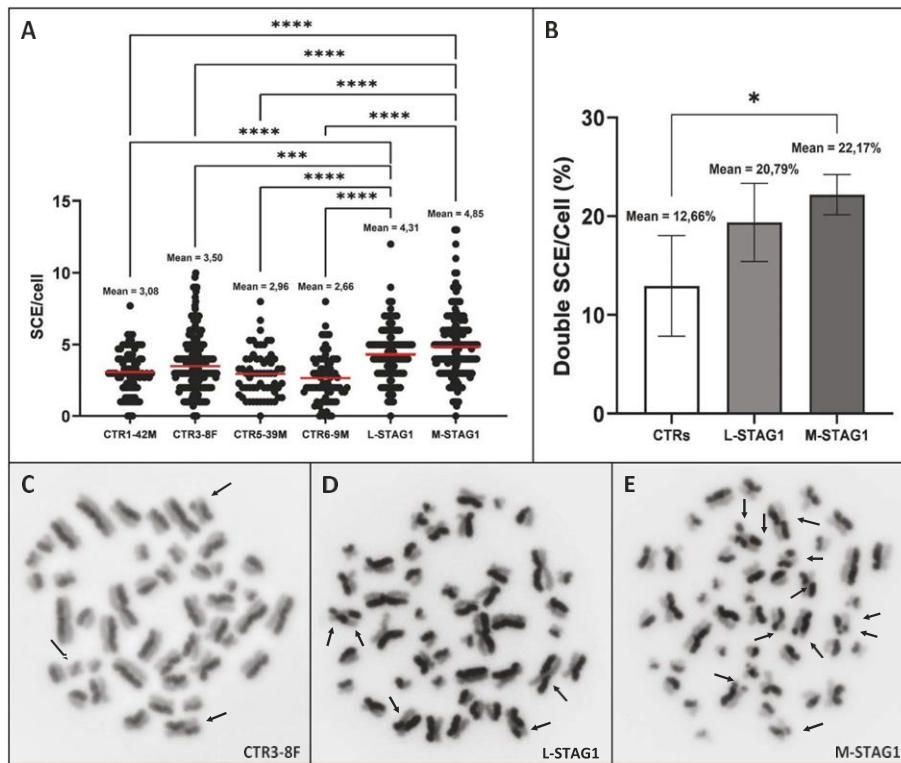 A
****
****
****
****
****
***
****
****
SCE/cell
15
10
5
0
Mean = 3,08
Mean = 3,50
Mean = 2,96
Mean = 2,66
Mean = 4,31
Mean = 4,85
CTR1-42M CTR3-8F CTR5-39M CTR6-9M L-STAG1 M-STAG1
B
*
Double SCE/Cell (%)
30
20
10
0
Mean = 12,66%
Mean = 20,79%
Mean = 22,17%
CTRs L-STAG1 M-STAG1
C
CTR3-8F
D
L-STAG1
E
M-STAG1